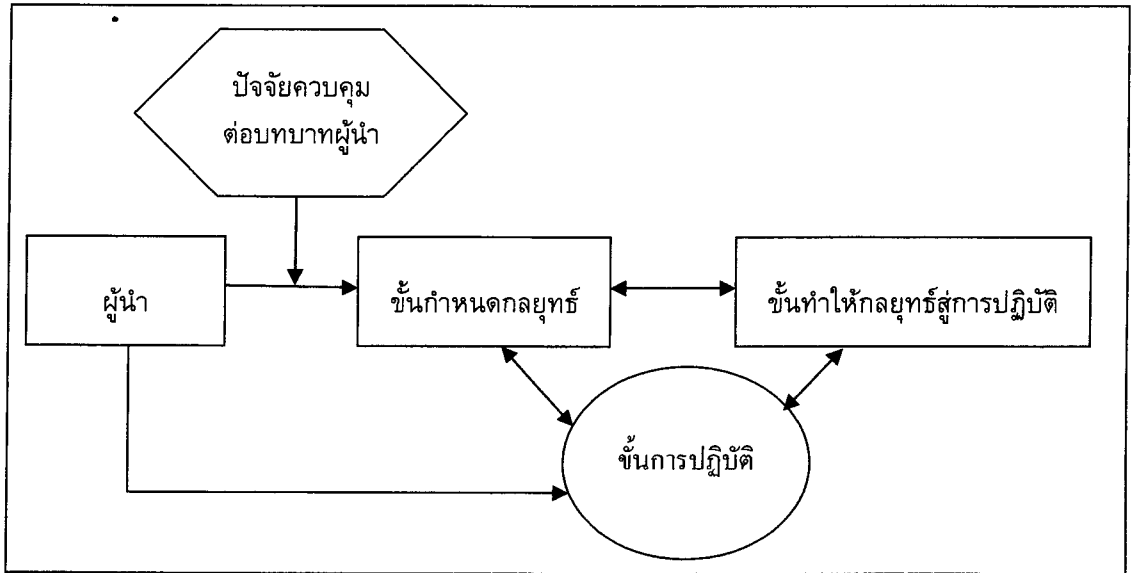 ปัจจัยควบคุม
ต่อบทบาทผู้นำ
ผู้นำ
ขั้นกำหนดกลยุทธ์
ขั้นทำให้กลยุทธ์สู่การปฏิบัติ
ขั้นการปฏิบัติ